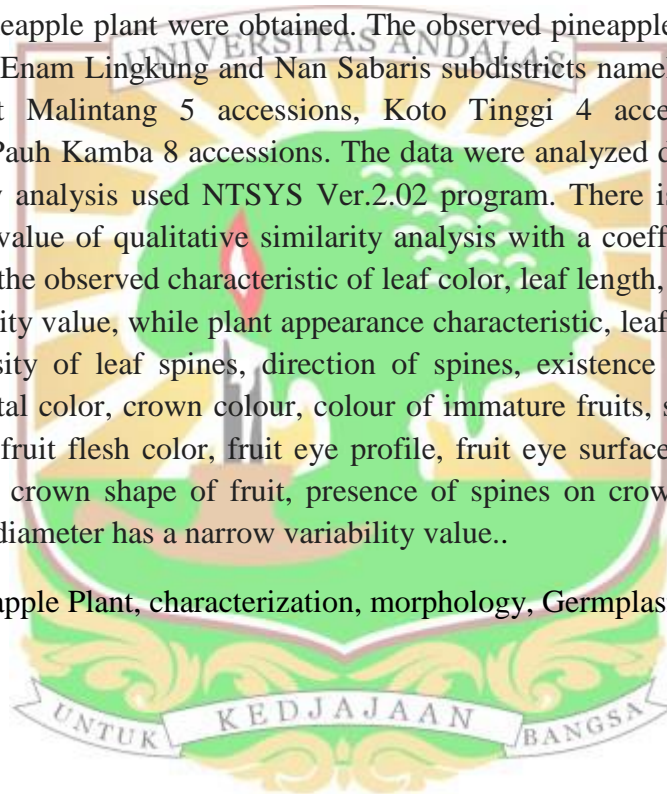 eapple plant were obtained. The observed pineapple
UNIVERSITAS ANDALAS
Enam Lingkung and Nan Sabaris subdistricts name
t Malintang 5 accessions, Koto Tinggi 4 acce
Pauh Kamba 8 accessions. The data were analyzed d
y analysis used NTSYS Ver.2.02 program. There is
value of qualitative similarity analysis with a coeff
the observed characteristic of leaf color, leaf length,
ity value, while plant appearance characteristic, leaf
sity of leaf spines, direction of spines, existence
tal color, crown colour, colour of immature fruits, s
fruit flesh color, fruit eye profile, fruit eye surface
crown shape of fruit, presence of spines on crow
diameter has a narrow variability value..
apple Plant, characterization, morphology, Germplas
UNTUK KEDJAJAAN BANGSA